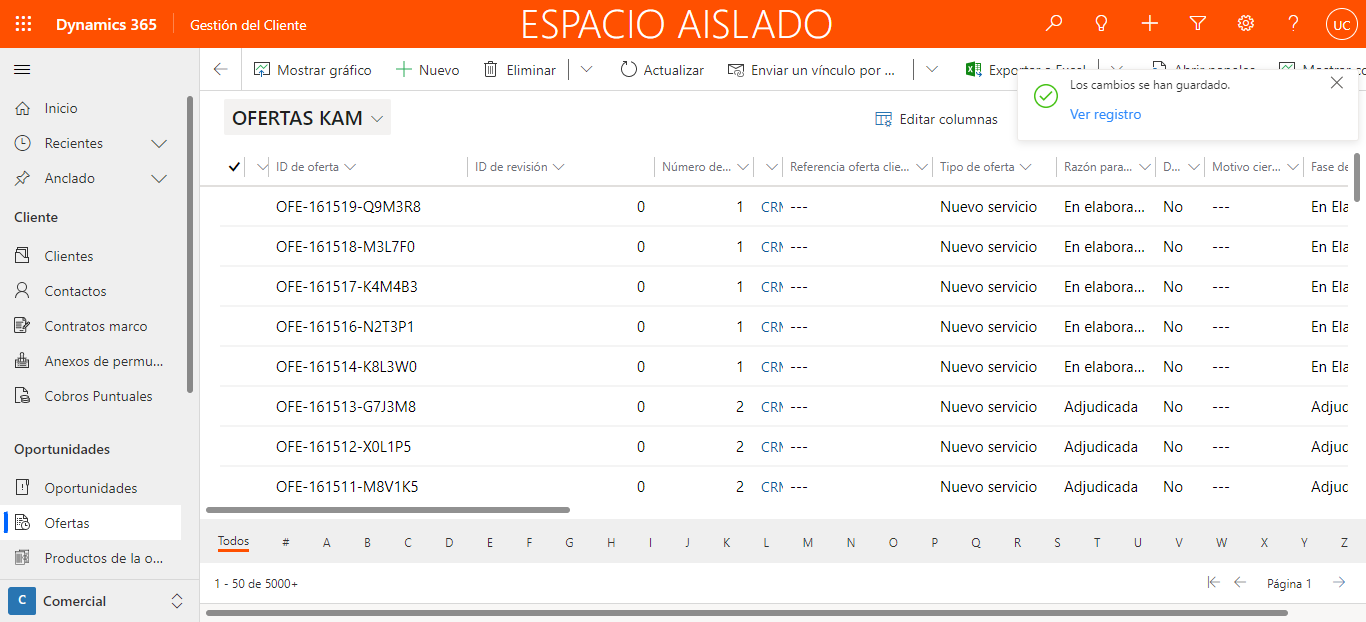 Dynamics 365
Gestión del Cliente
ESPACIO AISLADO
UC
Mostrar gráfico
Nuevo
Eliminar
Actualizar
Enviar un vínculo por ...
Exportar a Excel
Los cambios se han guardado.
Ver registro
OFERTAS KAM
Editar columnas
Inicio
Recientes
Anclado
Cliente
Clientes
Contactos
Contratos marco
Anexos de permu...
Cobros Puntuales
Oportunidades
Oportunidades
Ofertas
Productos de la o...
C Comercial
ID de oferta ID de revisión Número de... Referencia oferta clie... Tipo de oferta Razón para... D... Motivo cier... Fase de
OFE-161519-Q9M3R8 0 1 CRM --- Nuevo servicio En elabora... No --- En Ela
OFE-161518-M3L7F0 0 1 CRM --- Nuevo servicio En elabora... No --- En Ela
OFE-161517-K4M4B3 0 1 CRM --- Nuevo servicio En elabora... No --- En Ela
OFE-161516-N2T3P1 0 1 CRM --- Nuevo servicio En elabora... No --- En Ela
OFE-161514-K8L3W0 0 1 CRM --- Nuevo servicio En elabora... No --- En Ela
OFE-161513-G7J3M8 0 2 CRM --- Nuevo servicio Adjudicada No --- Adjuc
OFE-161512-X0L1P5 0 2 CRM --- Nuevo servicio Adjudicada No --- Adjuc
OFE-161511-M8V1K5 0 2 CRM --- Nuevo servicio Adjudicada No --- Adjuc
Todos # A B C D E F G H I J K L M N O P Q R S T U V W X Y Z
1 - 50 de 5000+
Página 1